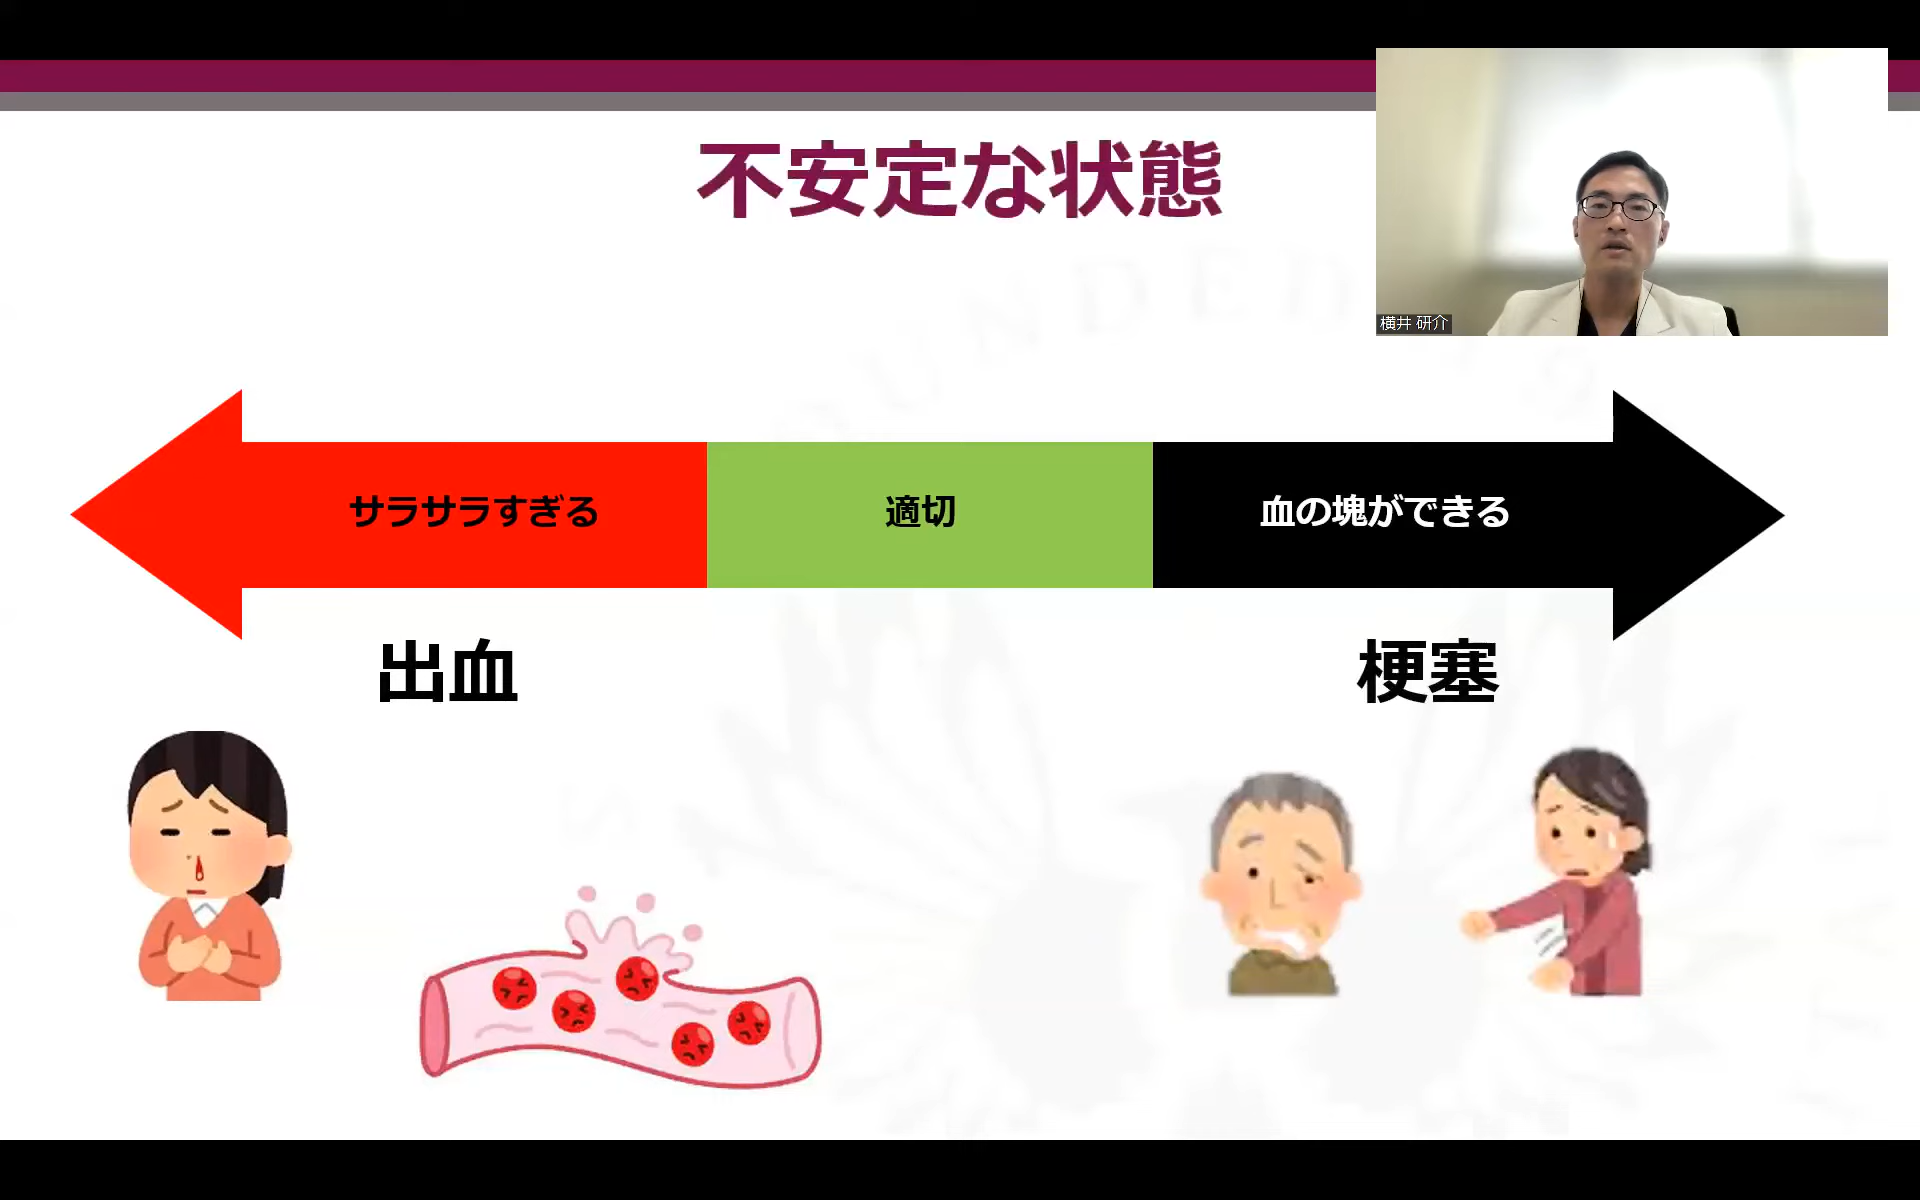 不安定な状態
横井 研介
サラサラすぎる
適切
血の塊ができる
出血
梗塞